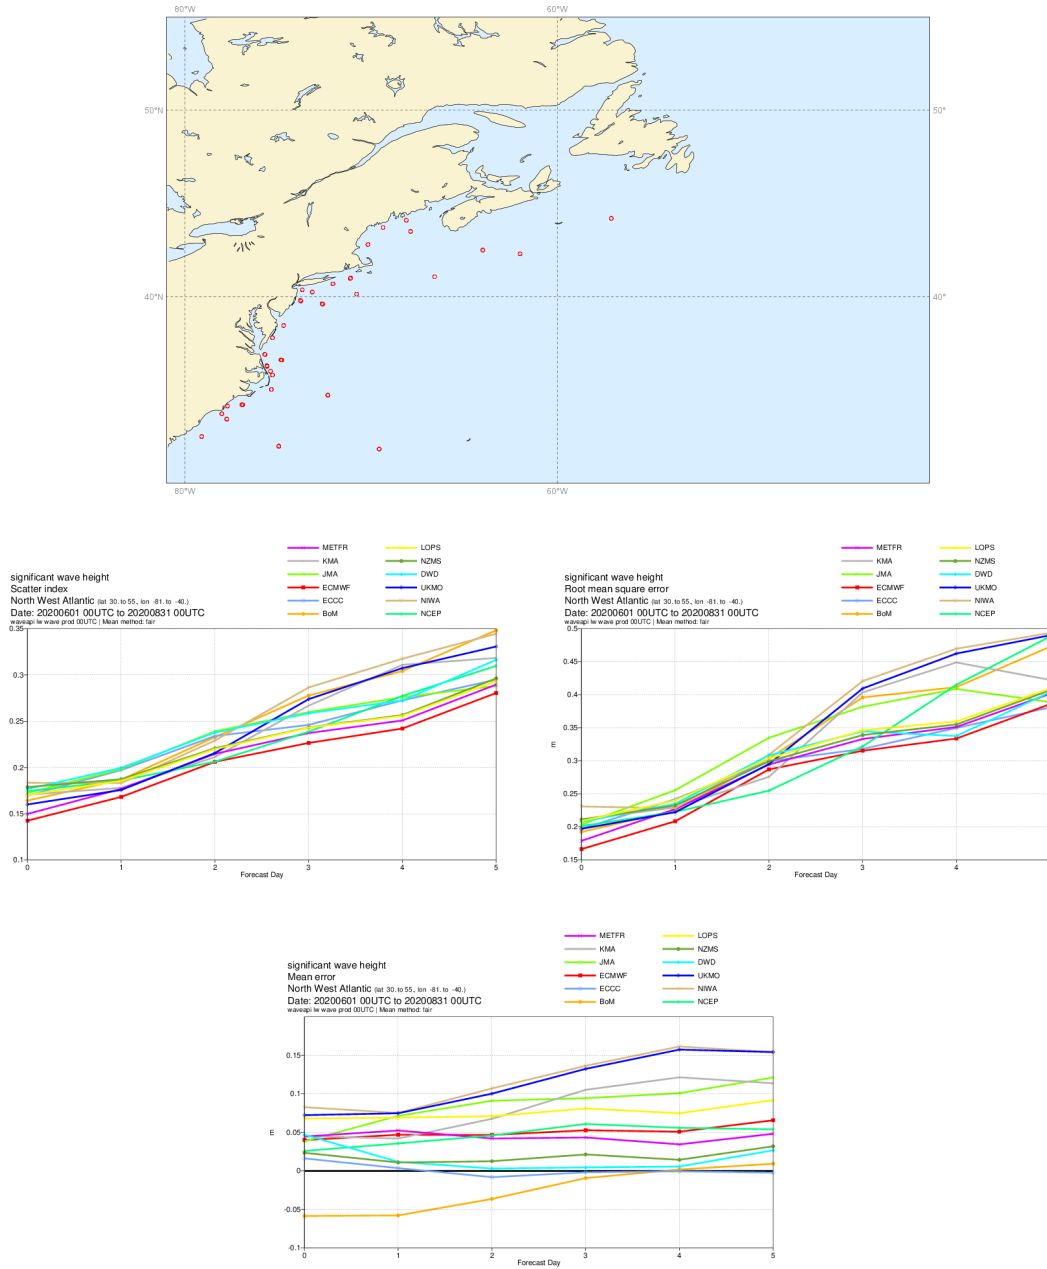 80°W 60°W
50°N 50°
40°N 40°
80°W 60°W
METFR LOPS
KMA NZMS
JMA DWD
ECMWF UKMO
ECCC NIWA
BoM NCEP
significant wave height
Scatter index
North West Atlantic (lat 30. to 55., lon -81. to -40.)
Date: 20200601 00UTC to 20200831 00UTC
waveapi lw wave prod 00UTC | Mean method: fair
0.35
0.3
0.25
0.2
0.15
0.1
0 1 2 3 4 5
Forecast Day
METFR LOPS
KMA NZMS
JMA DWD
ECMWF UKMO
ECCC NIWA
BoM NCEP
significant wave height
Root mean square error
North West Atlantic (lat 30. to 55., lon -81. to -40.)
Date: 20200601 00UTC to 20200831 00UTC
waveapi lw wave prod 00UTC | Mean method: fair
0.5
0.45
0.4
0.35
m
0.3
0.25
0.2
0.15
0 1 2 3 4
Forecast Day
METFR LOPS
KMA NZMS
JMA DWD
ECMWF UKMO
ECCC NIWA
BoM NCEP
significant wave height
Mean error
North West Atlantic (lat 30. to 55., lon -81. to -40.)
Date: 20200601 00UTC to 20200831 00UTC
waveapi lw wave prod 00UTC | Mean method: fair
0.15
0.1
0.05
m
0
-0.05
-0.1
0 1 2 3 4 5
Forecast Day